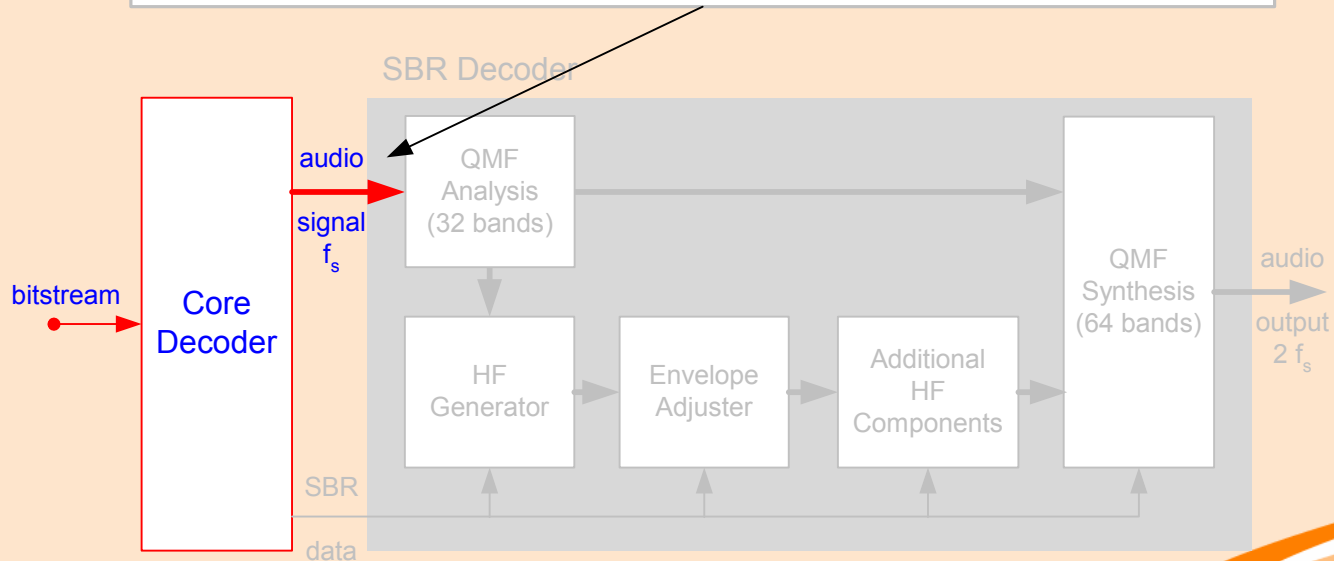 SBR Decoder
bitstream
Core
Decoder
audio
signal
fs
QMF
Analysis
(32 bands)
HF
Generator
Envelope
Adjuster
Additional
HF
Components
QMF
Synthesis
(64 bands)
audio
output
2 fs
SBR
data